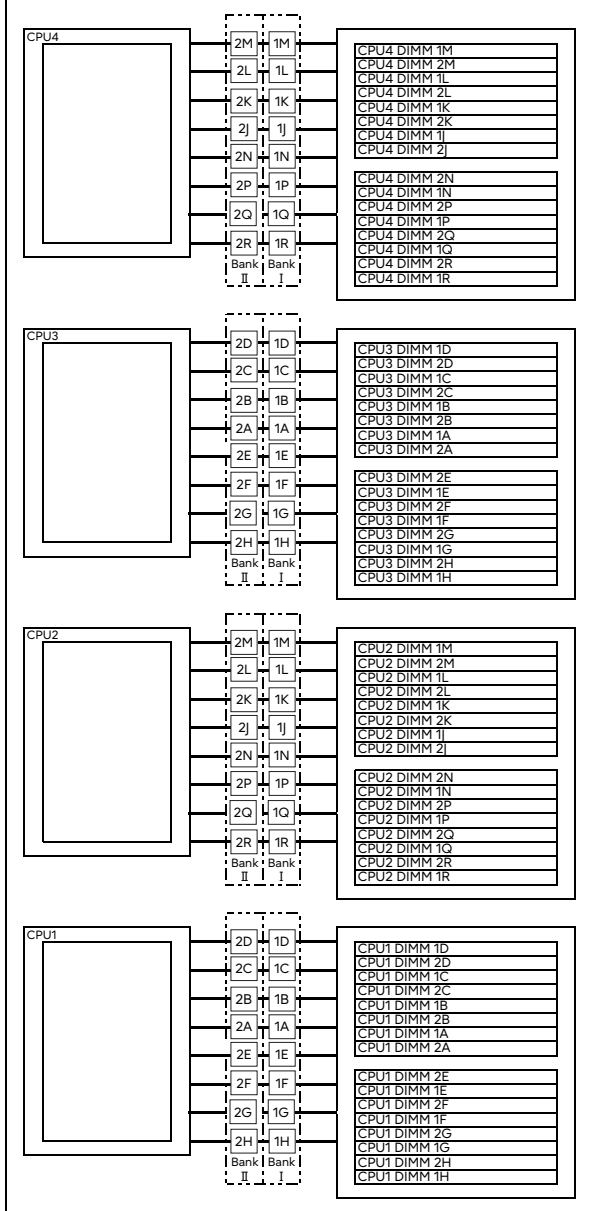 CPU4
2M 1M
2L 1L
2K 1K
2J 1J
2N 1N
2P 1P
2Q 1Q
2R 1R
Bank Bank
II I
CPU4 DIMM 1M
CPU4 DIMM 2M
CPU4 DIMM 1L
CPU4 DIMM 2L
CPU4 DIMM 1K
CPU4 DIMM 2K
CPU4 DIMM 1J
CPU4 DIMM 2J
CPU4 DIMM 2N
CPU4 DIMM 1N
CPU4 DIMM 2P
CPU4 DIMM 1P
CPU4 DIMM 2Q
CPU4 DIMM 1Q
CPU4 DIMM 2R
CPU4 DIMM 1R
CPU3
2D 1D
2C 1C
2B 1B
2A 1A
2E 1E
2F 1F
2G 1G
2H 1H
Bank Bank
II I
CPU3 DIMM 1D
CPU3 DIMM 2D
CPU3 DIMM 1C
CPU3 DIMM 2C
CPU3 DIMM 1B
CPU3 DIMM 2B
CPU3 DIMM 1A
CPU3 DIMM 2A
CPU3 DIMM 2E
CPU3 DIMM 1E
CPU3 DIMM 2F
CPU3 DIMM 1F
CPU3 DIMM 2G
CPU3 DIMM 1G
CPU3 DIMM 2H
CPU3 DIMM 1H
CPU2
2M 1M
2L 1L
2K 1K
2J 1J
2N 1N
2P 1P
2Q 1Q
2R 1R
Bank Bank
II I
CPU2 DIMM 1M
CPU2 DIMM 2M
CPU2 DIMM 1L
CPU2 DIMM 2L
CPU2 DIMM 1K
CPU2 DIMM 2K
CPU2 DIMM 1J
CPU2 DIMM 2J
CPU2 DIMM 2N
CPU2 DIMM 1N
CPU2 DIMM 2P
CPU2 DIMM 1P
CPU2 DIMM 2Q
CPU2 DIMM 1Q
CPU2 DIMM 2R
CPU2 DIMM 1R
CPU1
2D 1D
2C 1C
2B 1B
2A 1A
2E 1E
2F 1F
2G 1G
2H 1H
Bank Bank
II I
CPU1 DIMM 1D
CPU1 DIMM 2D
CPU1 DIMM 1C
CPU1 DIMM 2C
CPU1 DIMM 1B
CPU1 DIMM 2B
CPU1 DIMM 1A
CPU1 DIMM 2A
CPU1 DIMM 2E
CPU1 DIMM 1E
CPU1 DIMM 2F
CPU1 DIMM 1F
CPU1 DIMM 2G
CPU1 DIMM 1G
CPU1 DIMM 2H
CPU1 DIMM 1H